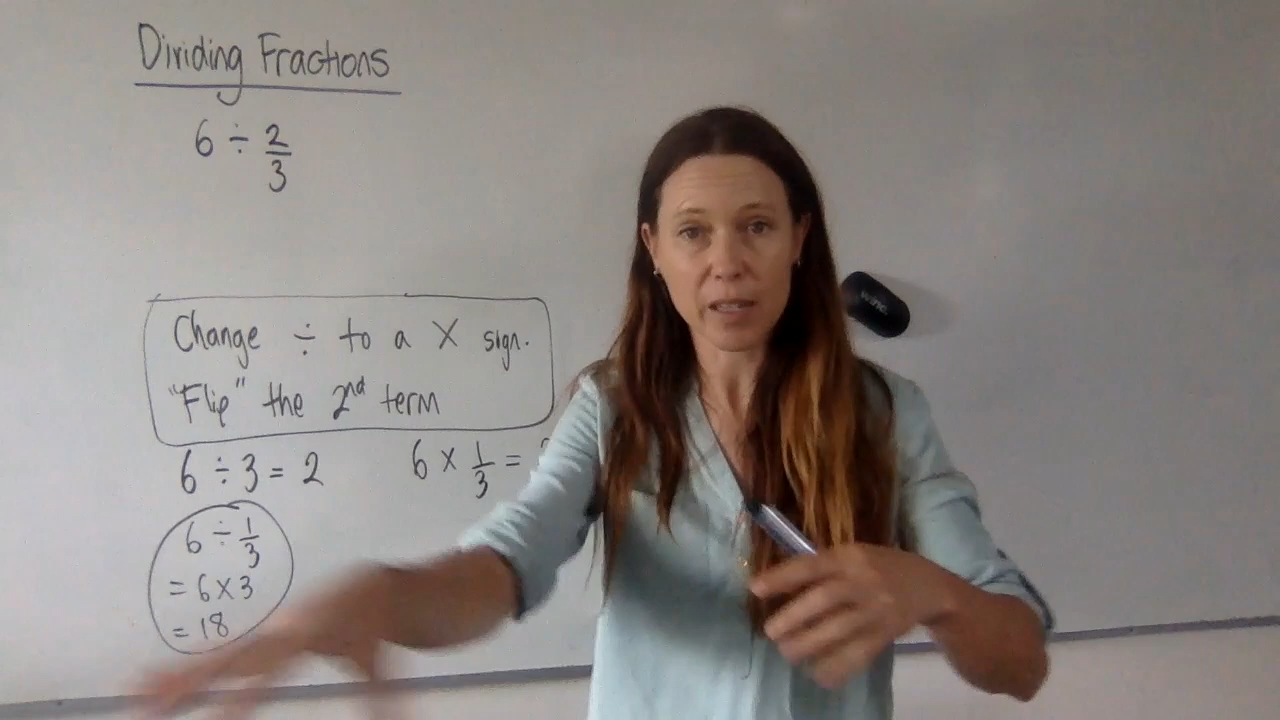 Dividing Fractions
6 ÷ 2/3
Change ÷ to a X sign.
"Flip" the 2nd term
6 ÷ 3 = 2
6 × 1/3 =
6 ÷ 1/3
= 6 × 3
= 18